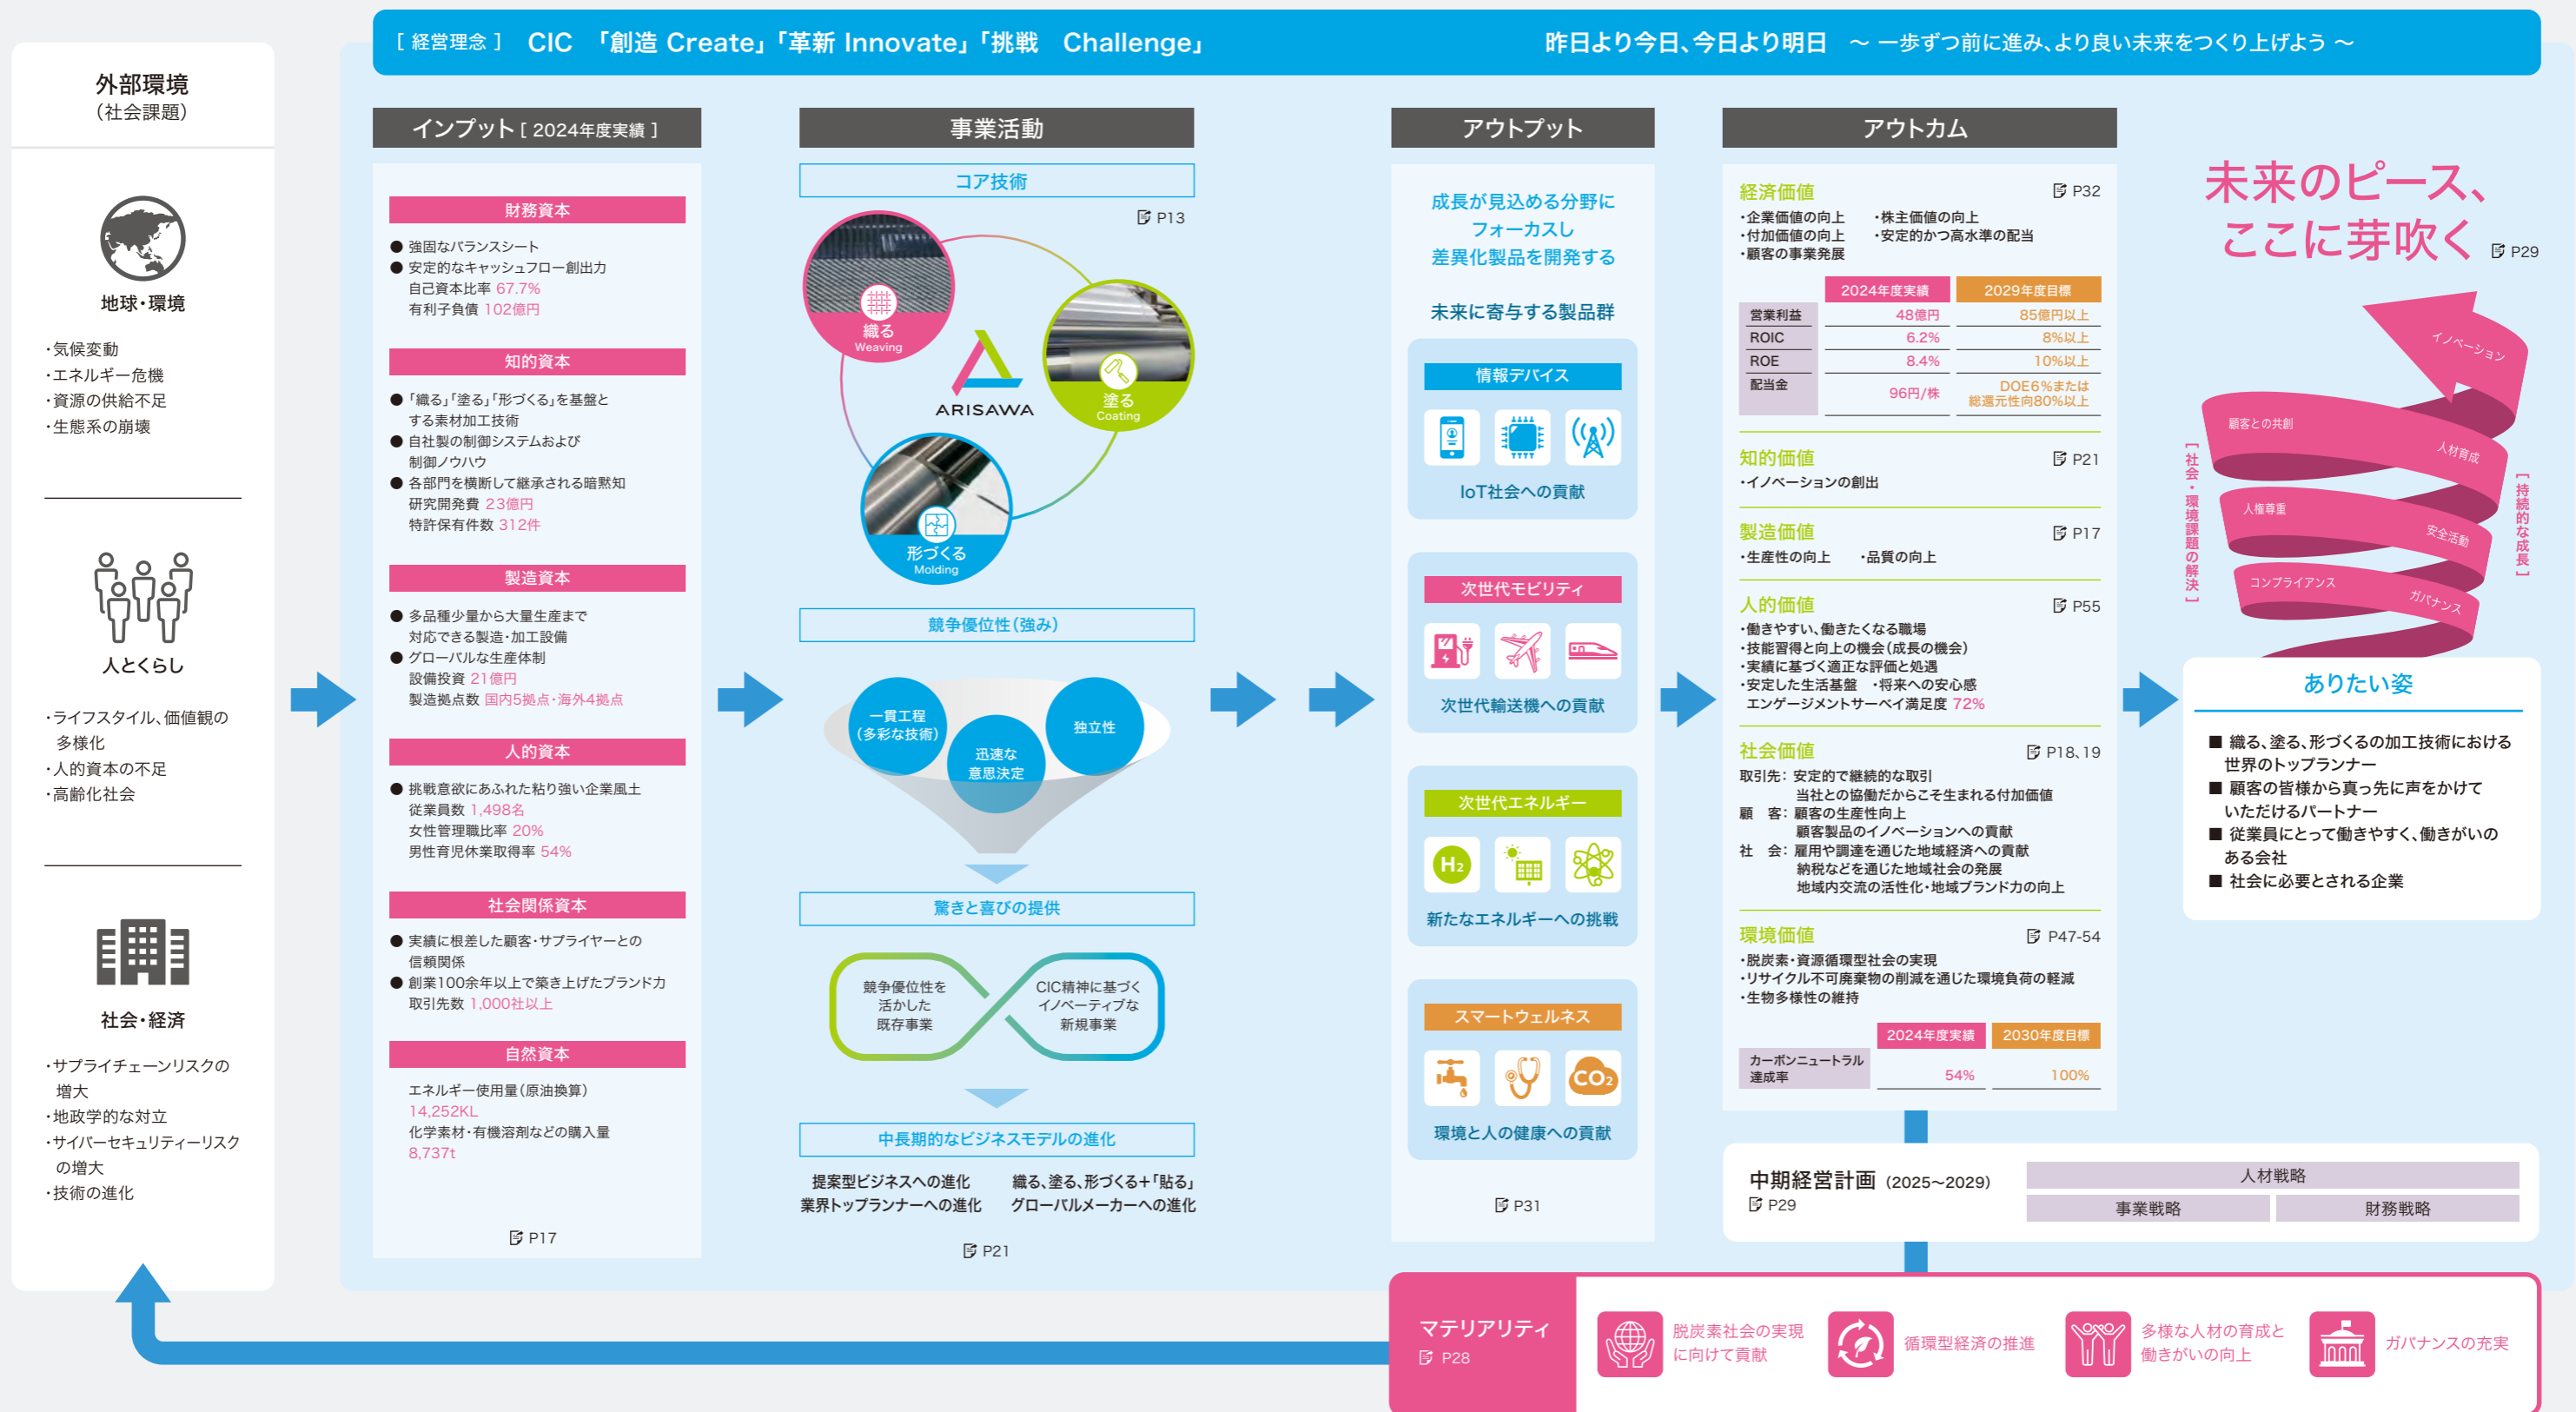 [ 経営理念 ] CIC 「創造 Create」「革新 Innovate」「挑戦 Challenge」
昨日より今日、今日より明日 ～ 一歩ずつ前に進み、より良い未来をつくり上げよう ～
外部環境
（社会課題）
地球・環境
・気候変動
・エネルギー危機
・資源の供給不足
・生態系の崩壊
人とくらし
・ライフスタイル、価値観の
多様化
・人的資本の不足
・高齢化社会
社会・経済
・サプライチェーンリスクの
増大
・地政学的な対立
・サイバーセキュリティーリスク
の増大
・技術の進化
インプット [ 2024年度実績 ]
財務資本
● 強固なバランスシート
● 安定的なキャッシュフロー創出力
自己資本比率 67.7%
有利子負債 102億円
知的資本
● 「織る」「塗る」「形づくる」を基盤と
する素材加工技術
● 自社製の制御システムおよび
制御ノウハウ
● 各部門を横断して継承される暗黙知
研究開発費 23億円
特許保有件数 312件
製造資本
● 多品種少量から大量生産まで
対応できる製造・加工設備
● グローバルな生産体制
設備投資 21億円
製造拠点数 国内5拠点・海外4拠点
人的資本
● 挑戦意欲にあふれた粘り強い企業風土
従業員数 1,498名
女性管理職比率 20%
男性育児休業取得率 54%
社会関係資本
● 実績に根差した顧客・サプライヤーとの
信頼関係
● 創業100余年以上で築き上げたブランド力
取引先数 1,000社以上
自然資本
エネルギー使用量（原油換算）
14,252KL
化学素材・有機溶剤などの購入量
8,737t
P17
事業活動
コア技術
P13
織る
Weaving
塗る
Coating
ARISAWA
形づくる
Molding
競争優位性（強み）
一貫工程
（多彩な技術）
迅速な
意思決定
独立性
驚きと喜びの提供
競争優位性を
活かした
既存事業
CIC精神に基づく
イノベーティブな
新規事業
中長期的なビジネスモデルの進化
提案型ビジネスへの進化 織る、塗る、形づくる＋「貼る」
業界トップランナーへの進化 グローバルメーカーへの進化
P21
アウトプット
成長が見込める分野に
フォーカスし
差異化製品を開発する
未来に寄与する製品群
情報デバイス
IoT社会への貢献
次世代モビリティ
次世代輸送機への貢献
次世代エネルギー
H2
新たなエネルギーへの挑戦
スマートウェルネス
CO2
環境と人の健康への貢献
P31
アウトカム
経済価値 P32
・企業価値の向上 ・株主価値の向上
・付加価値の向上 ・安定的かつ高水準の配当
・顧客の事業発展
2024年度実績 2029年度目標
営業利益 48億円 85億円以上
ROIC 6.2% 8%以上
ROE 8.4% 10%以上
配当金 96円/株 DOE6%または
総還元性向80%以上
知的価値 P21
・イノベーションの創出
製造価値 P17
・生産性の向上 ・品質の向上
人的価値 P55
・働きやすい、働きたくなる職場
・技能習得と向上の機会（成長の機会）
・実績に基づく適正な評価と処遇
・安定した生活基盤 ・将来への安心感
エンゲージメントサーベイ満足度 72%
社会価値 P18、19
取引先： 安定的で継続的な取引
当社との協働だからこそ生まれる付加価値
顧 客： 顧客の生産性向上
顧客製品のイノベーションへの貢献
社 会： 雇用や調達を通じた地域経済への貢献
納税などを通じた地域社会の発展
地域内交流の活性化・地域ブランド力の向上
環境価値 P47-54
・脱炭素・資源循環型社会の実現
・リサイクル不可廃棄物の削減を通じた環境負荷の軽減
・生物多様性の維持
2024年度実績 2030年度目標
カーボンニュートラル
達成率 54% 100%
未来のピース、
ここに芽吹く P29
イノベーション
顧客との共創
人材育成
人権尊重
安全活動
コンプライアンス
ガバナンス
[ 社会・環境課題の解決 ]
[ 持続的な成長 ]
ありたい姿
■ 織る、塗る、形づくるの加工技術における
世界のトップランナー
■ 顧客の皆様から真っ先に声をかけて
いただけるパートナー
■ 従業員にとって働きやすく、働きがいの
ある会社
■ 社会に必要とされる企業
中期経営計画（2025～2029）
P29
人材戦略
事業戦略 財務戦略
マテリアリティ
P28
脱炭素社会の実現
に向けて貢献
循環型経済の推進
多様な人材の育成と
働きがいの向上
ガバナンスの充実